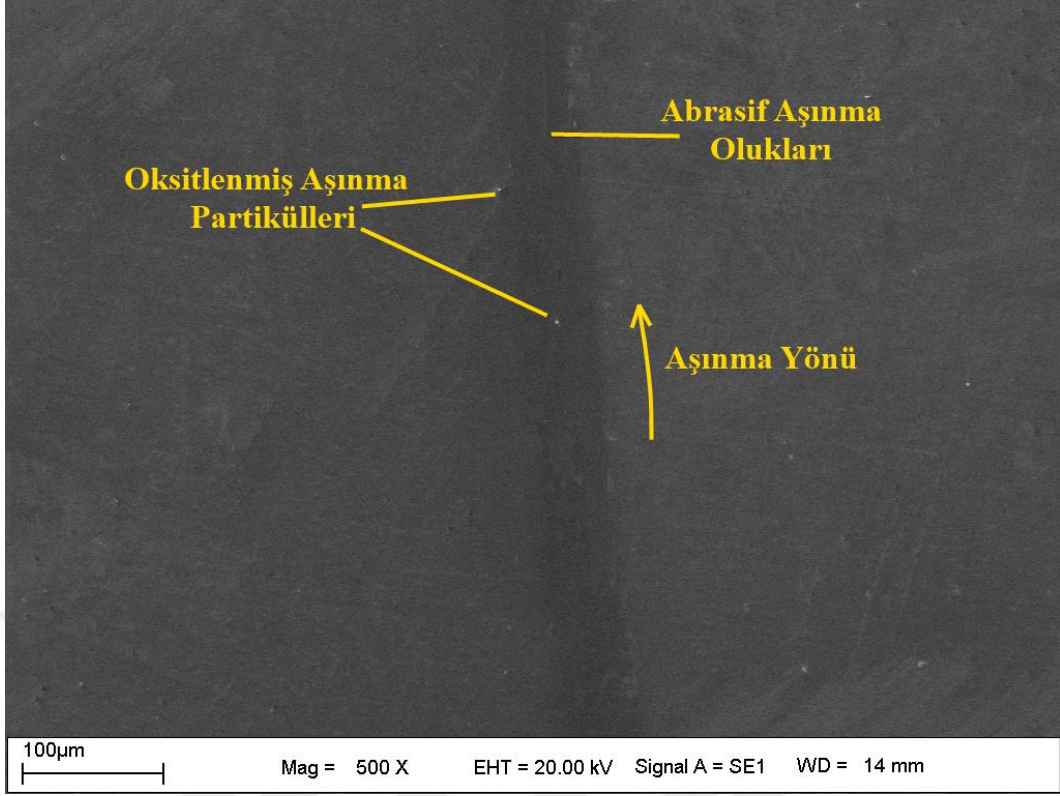 Abrasif Aşınma
Olukları
Oksitlenmiş Aşınma
Partikülleri
Aşınma Yönü
100µm
Mag = 500 X EHT = 20.00 kV Signal A = SE1 WD = 14 mm